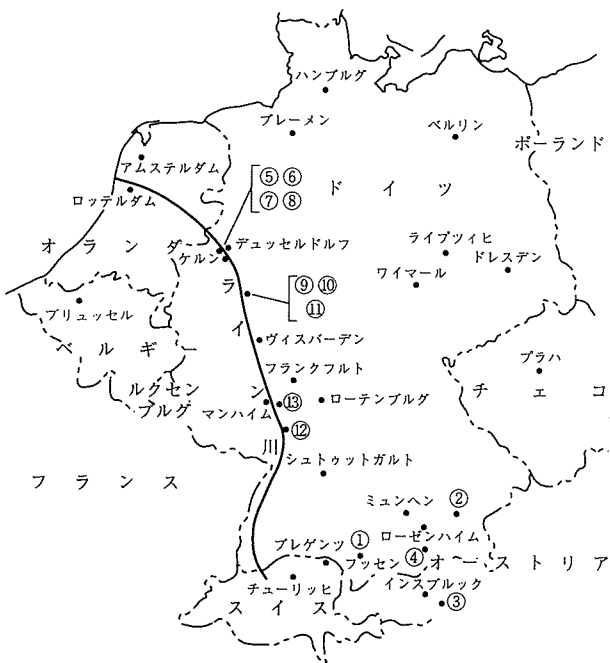 ハンブルグ
ブレーメン
ベルリン
ポーランド
アムステルダム
⑤ ⑥
⑦ ⑧
ドイツ
ロッテルダム
オランダ
デュッセルドルフ
ケルン
ライプツィヒ
ドレスデン
ワイマール
⑨ ⑩
⑪
ブリュッセル
ライン川
ヴィスバーデン
ベルギー
フランクフルト
プラハ
ルクセン
ブルグ
マンハイム
⑬
ローテンブルグ
チェコ
⑫
シュトゥットガルト
フランス
ミュンヘン
②
ローゼンハイム
ブレゲンツ
①
フッセン
④
オーストリア
チューリッヒ
インスブルック
スイス
③